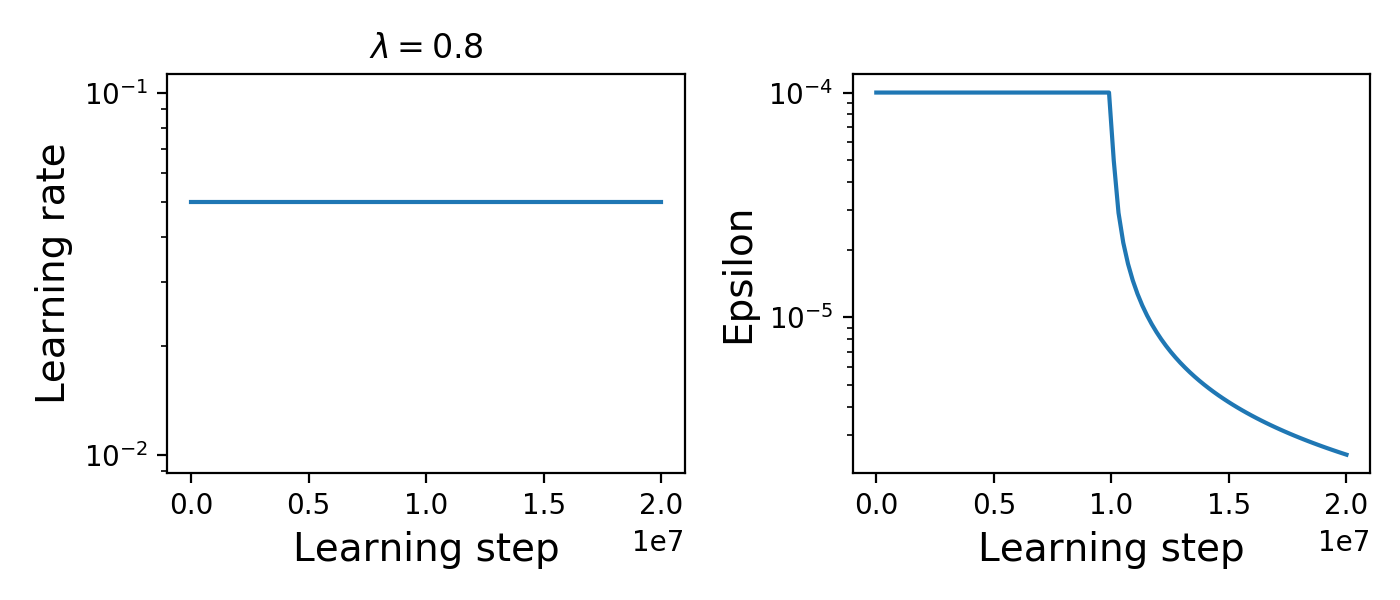 λ = 0.8
Learning rate
10⁻¹
10⁻²
0.0 0.5 1.0 1.5 2.0
1e7
Learning step
Epsilon
10⁻⁴
10⁻⁵
0.0 0.5 1.0 1.5 2.0
1e7
Learning step